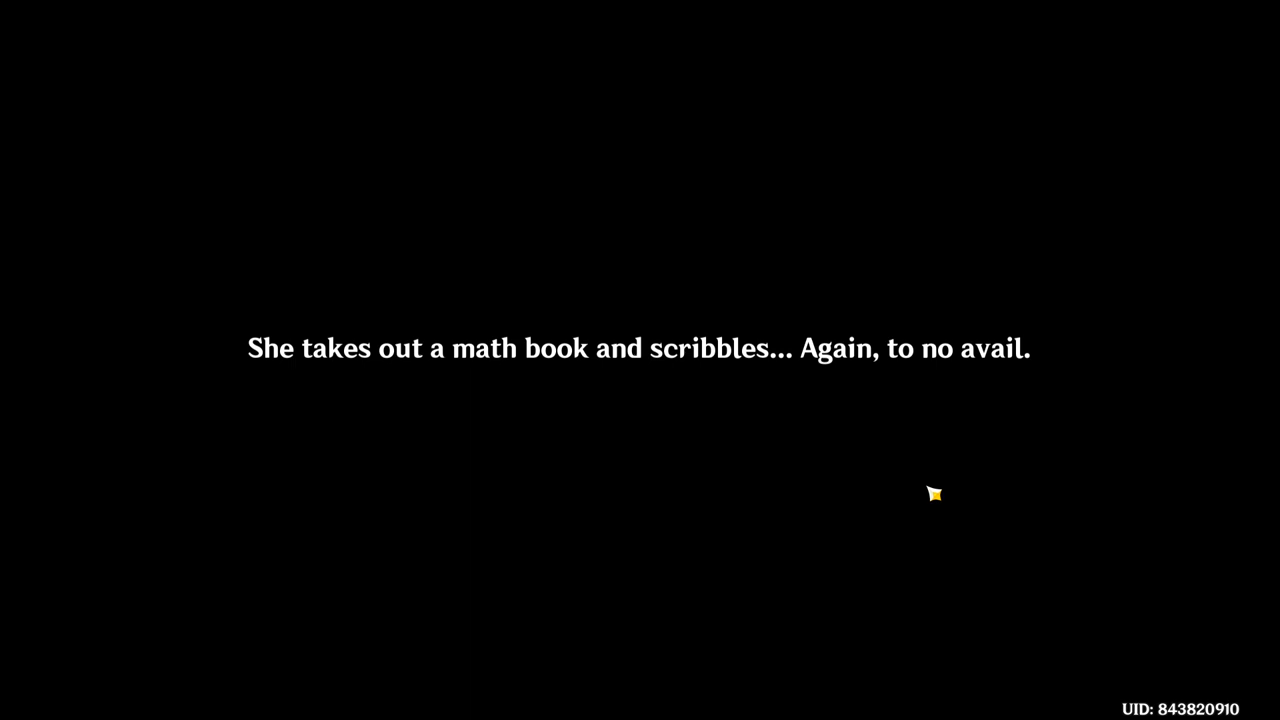 She takes out a math book and scribbles... Again, to no avail.
UID: 843820910